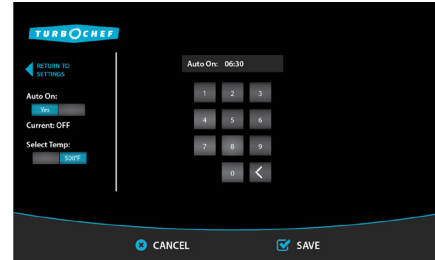 TURBOCHEF
RETURN TO
SETTINGS
Auto On:
Yes
Current: OFF
Select Temp:
500°F
Auto On: 06:30
1 2 3
4 5 6
7 8 9
0
CANCEL
SAVE